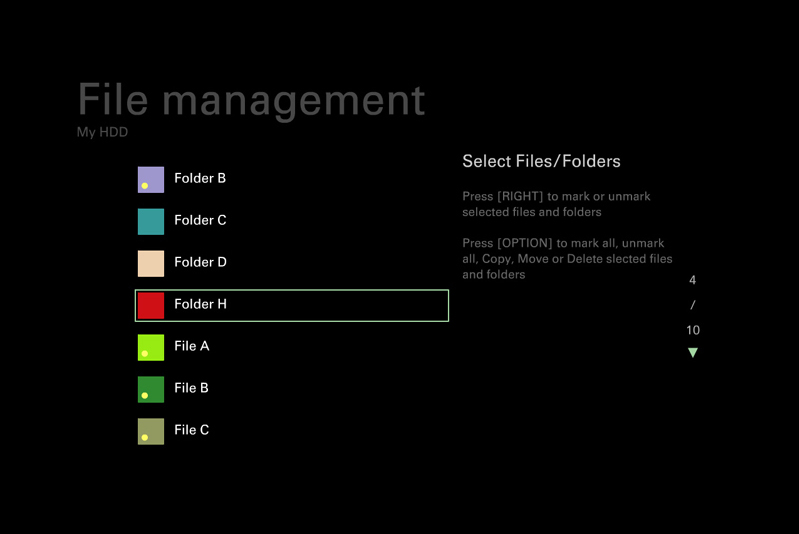 File management
My HDD
Folder B
Folder C
Folder D
Folder H
File A
File B
File C
Select Files/Folders
Press [RIGHT] to mark or unmark
selected files and folders
Press [OPTION] to mark all, unmark
all, Copy, Move or Delete slected files
and folders
4
/
10